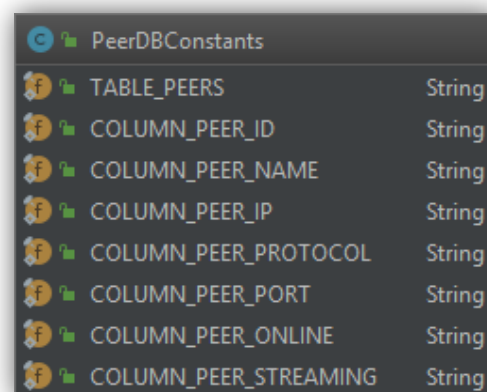 C PeerDBConstants
f TABLE_PEERS String
f COLUMN_PEER_ID String
f COLUMN_PEER_NAME String
f COLUMN_PEER_IP String
f COLUMN_PEER_PROTOCOL String
f COLUMN_PEER_PORT String
f COLUMN_PEER_ONLINE String
f COLUMN_PEER_STREAMING String